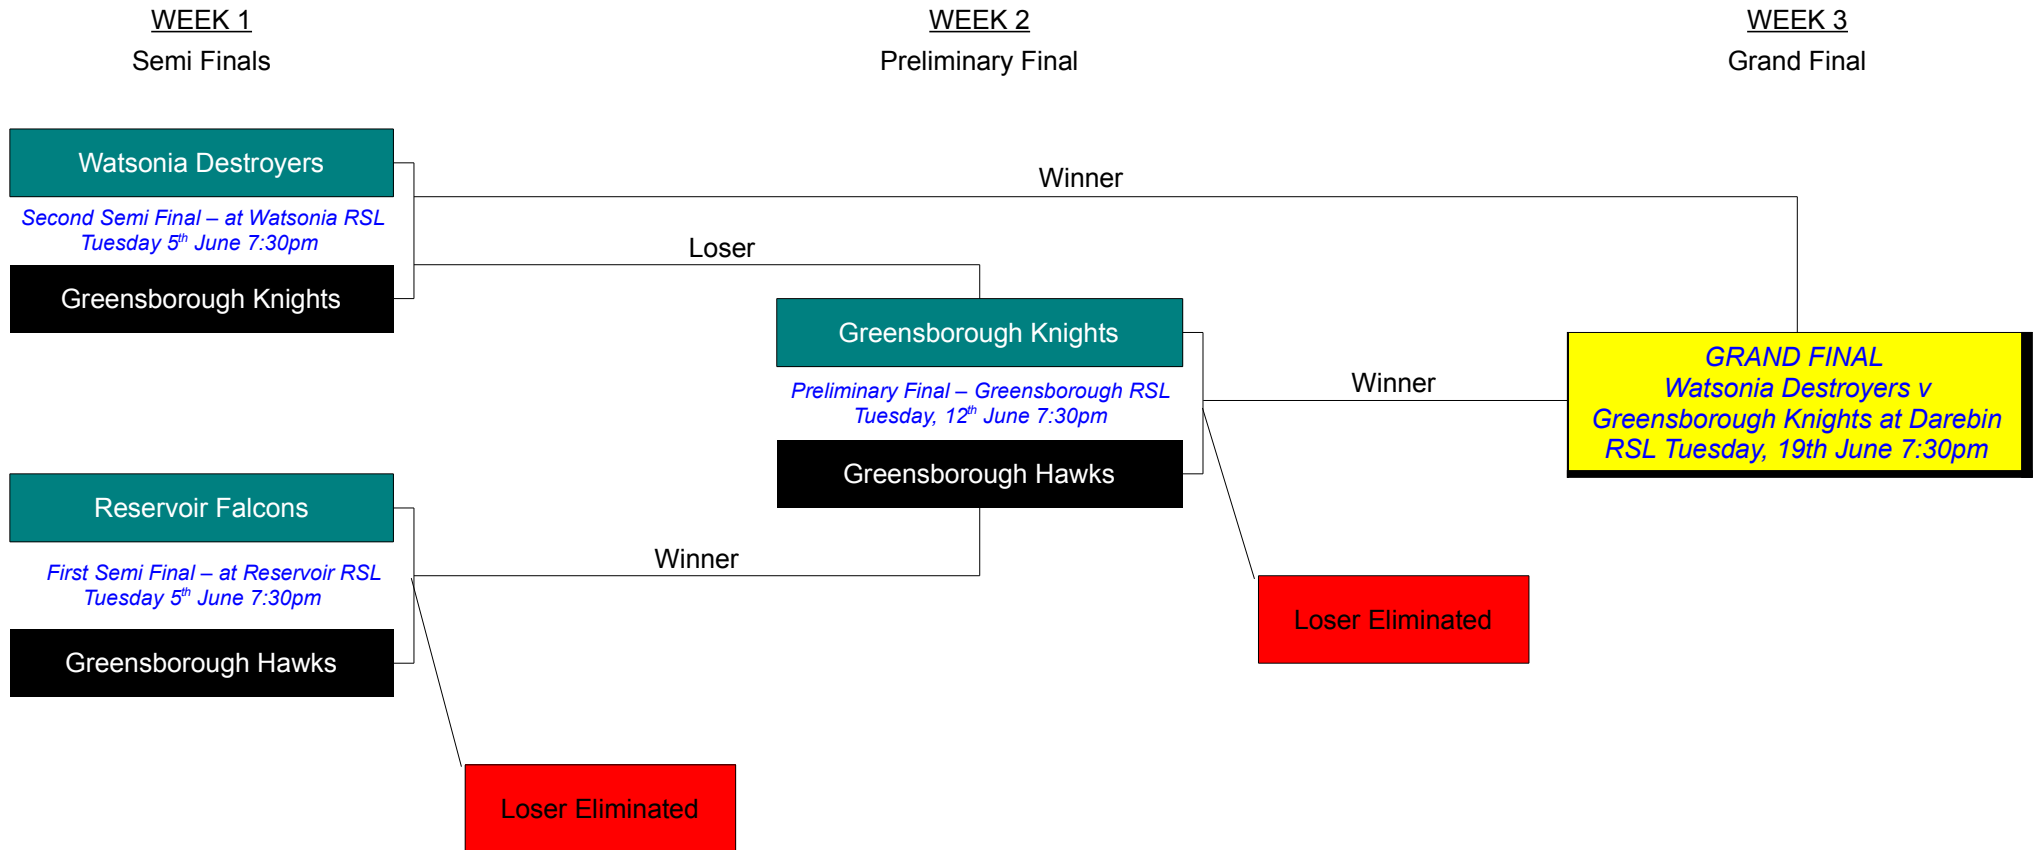 WEEK 1
Semi Finals
WEEK 2
Preliminary Final
WEEK 3
Grand Final
Watsonia Destroyers
Second Semi Final – at Watsonia RSL
Tuesday 5th June 7:30pm
Greensborough Knights
Winner
Loser
Greensborough Knights
Preliminary Final – Greensborough RSL
Tuesday, 12th June 7:30pm
Greensborough Hawks
Winner
GRAND FINAL
Watsonia Destroyers v
Greensborough Knights at Darebin
RSL Tuesday, 19th June 7:30pm
Reservoir Falcons
First Semi Final – at Reservoir RSL
Tuesday 5th June 7:30pm
Greensborough Hawks
Winner
Loser Eliminated
Loser Eliminated